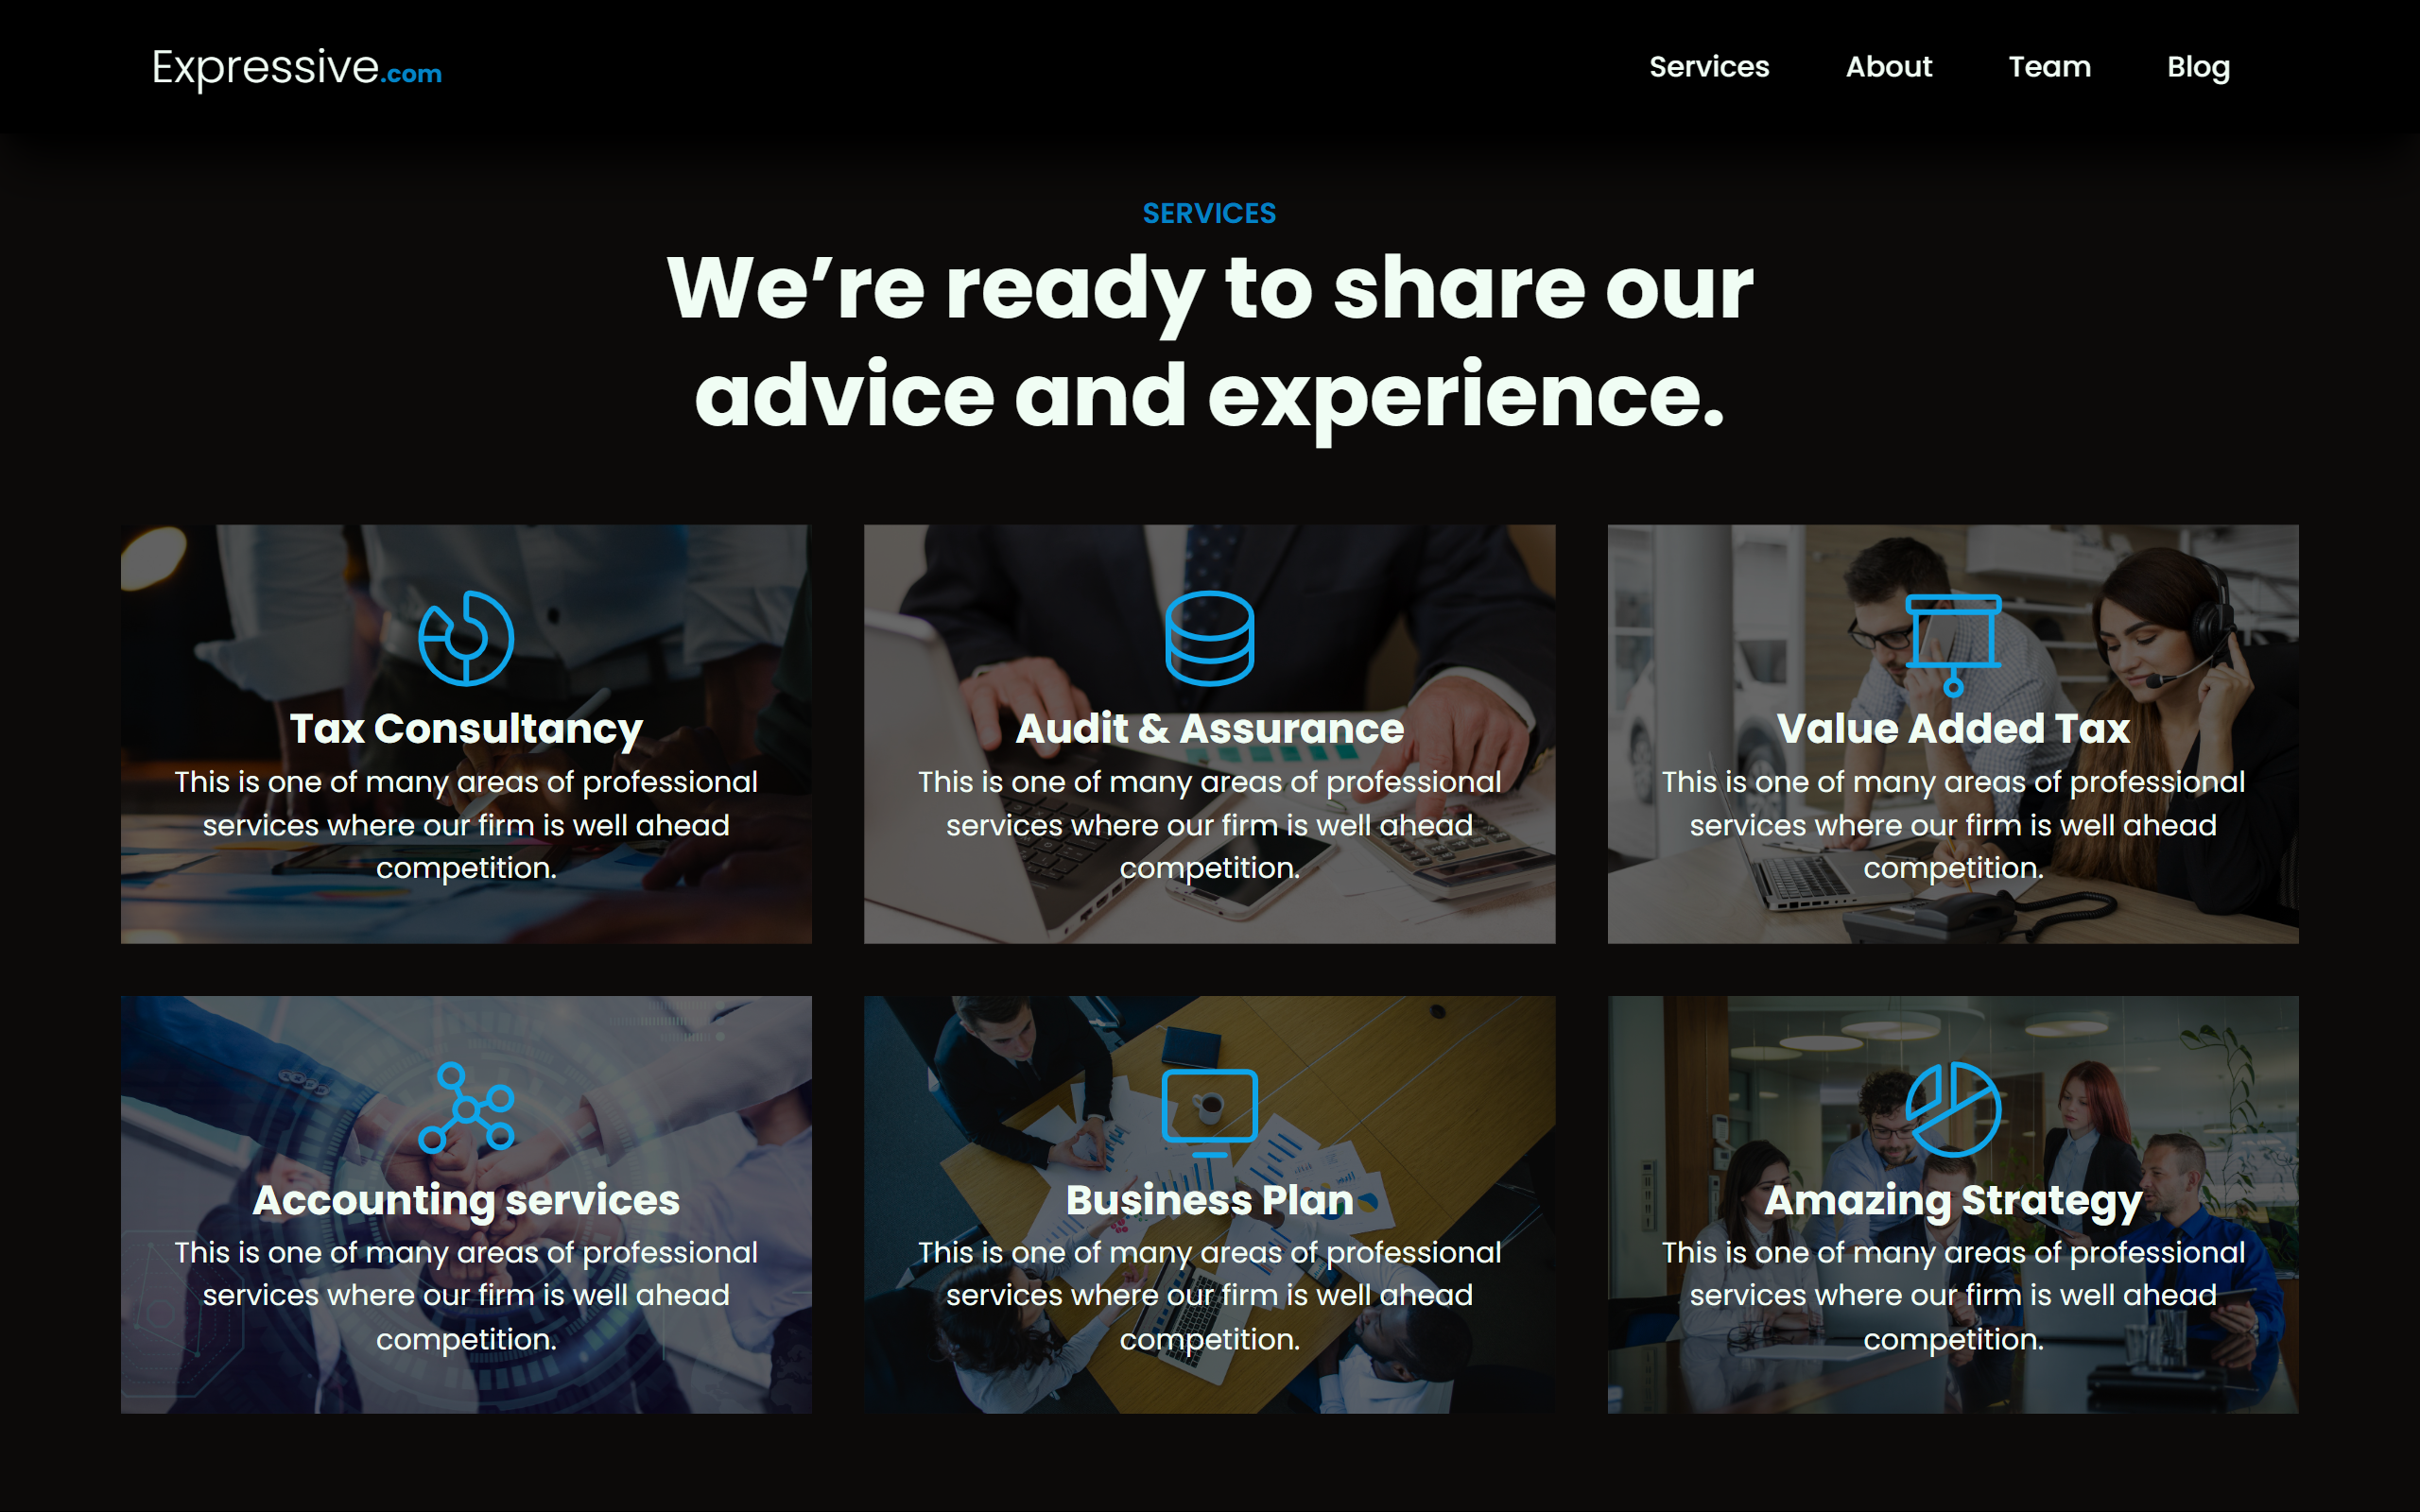 Expressive.com
Services About Team Blog
SERVICES
We’re ready to share our
advice and experience.
Tax Consultancy
This is one of many areas of professional
services where our firm is well ahead
competition.
Audit & Assurance
This is one of many areas of professional
services where our firm is well ahead
competition.
Value Added Tax
This is one of many areas of professional
services where our firm is well ahead
competition.
Accounting services
This is one of many areas of professional
services where our firm is well ahead
competition.
Business Plan
This is one of many areas of professional
services where our firm is well ahead
competition.
Amazing Strategy
This is one of many areas of professional
services where our firm is well ahead
competition.